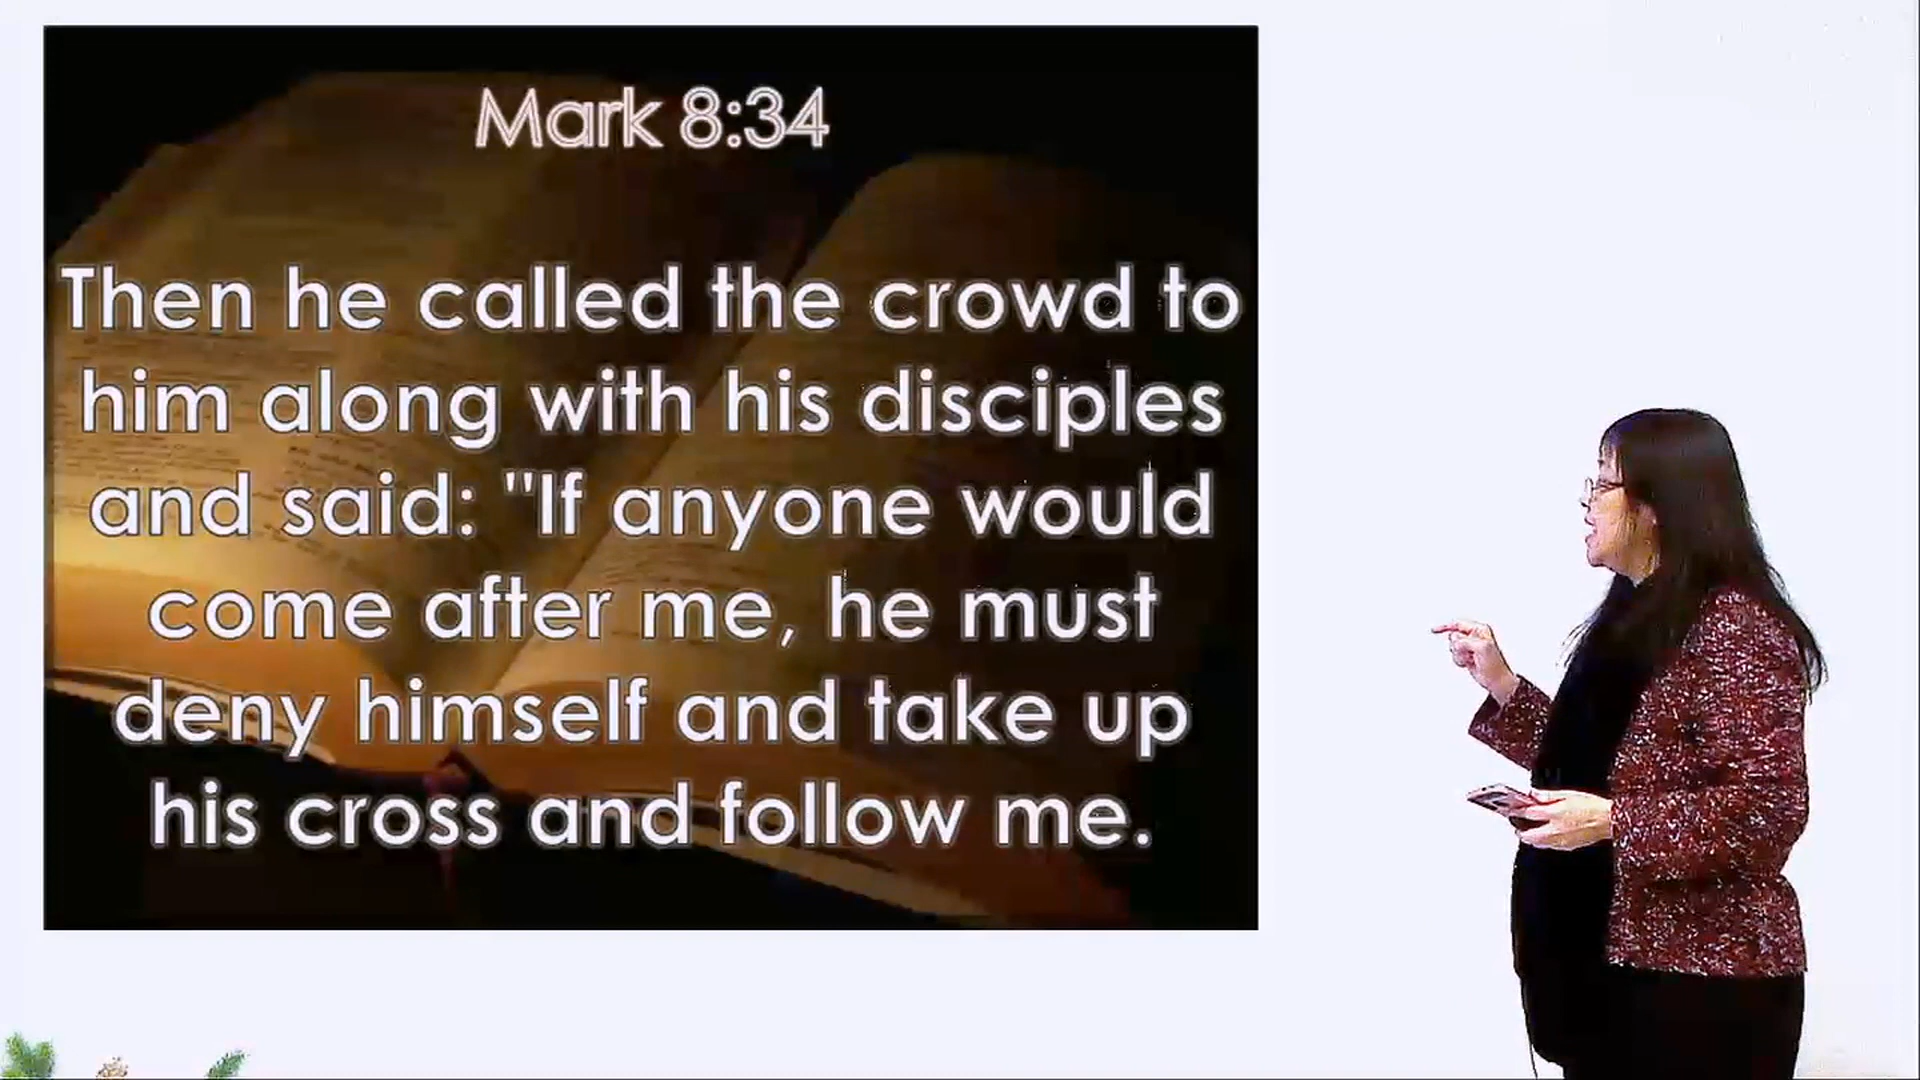 Mark 8:34
Then he called the crowd to
him along with his disciples
and said: "If anyone would
come after me, he must
deny himself and take up
his cross and follow me.